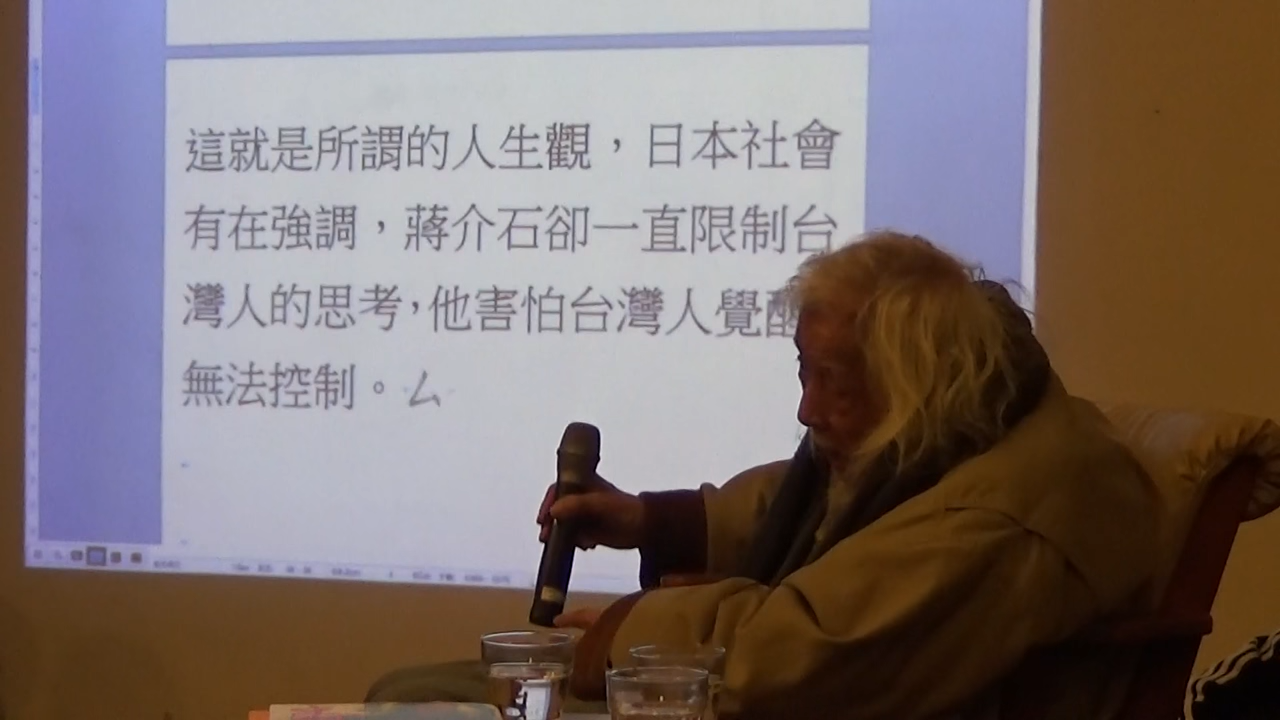 這就是所謂的人生觀，日本社會
有在強調，蔣介石卻一直限制台
灣人的思考，他害怕台灣人覺醒
無法控制。ㄙ